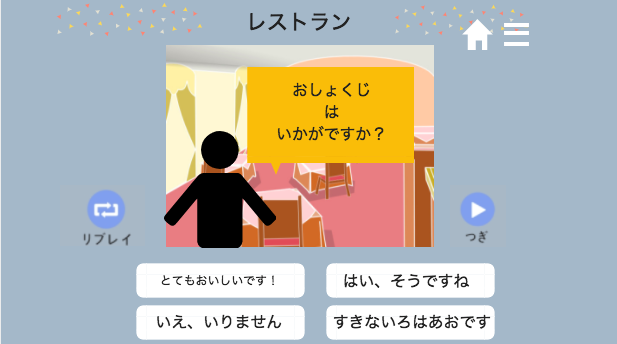 レストラン
おしょくじ
は
いかがですか？
リプレイ
つぎ
とてもおいしいです！
はい、そうですね
いえ、いりません
すきないろはあおです